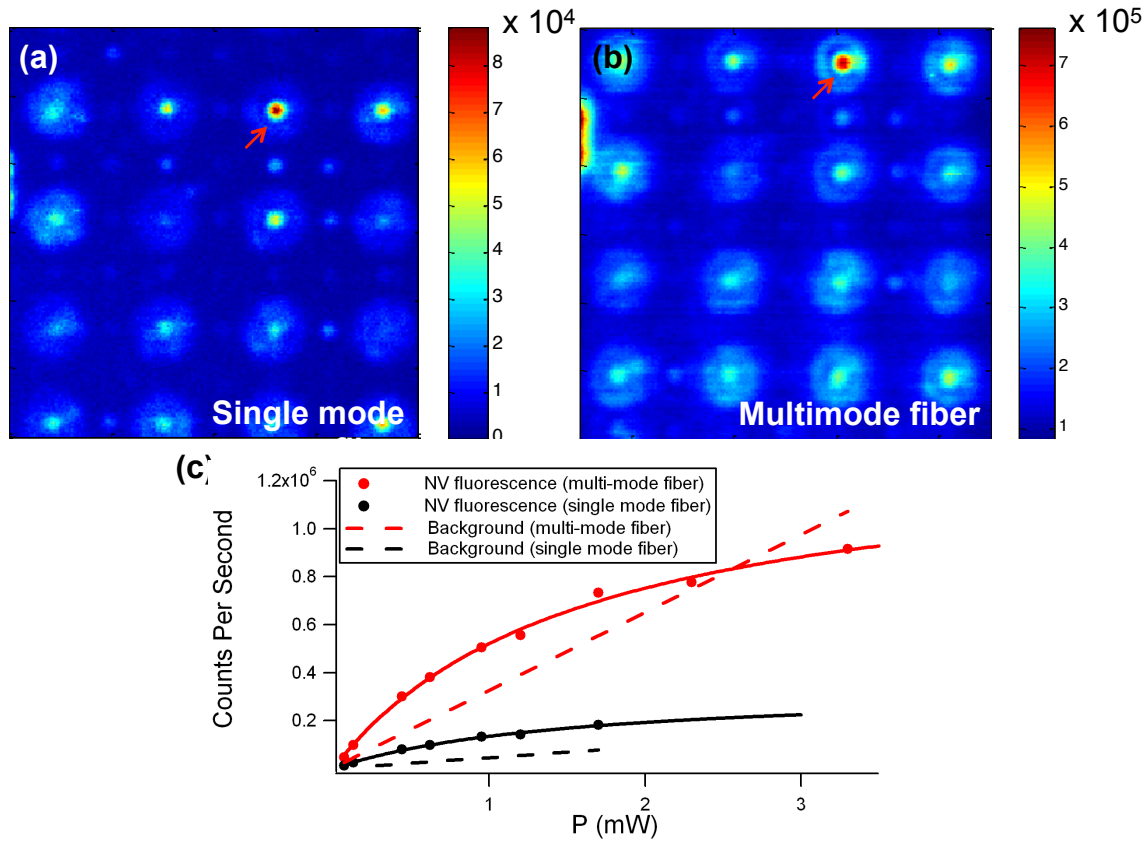 (a)
x 10⁴
8
7
6
5
4
3
2
1
0
Single mode
(b)
x 10⁵
7
6
5
4
3
2
1
Multimode fiber
(c)
NV fluorescence (multi-mode fiber)
NV fluorescence (single mode fiber)
Background (multi-mode fiber)
Background (single mode fiber)
1.2x10⁶
1.0
0.8
0.6
0.4
0.2
Counts Per Second
1 2 3
P (mW)